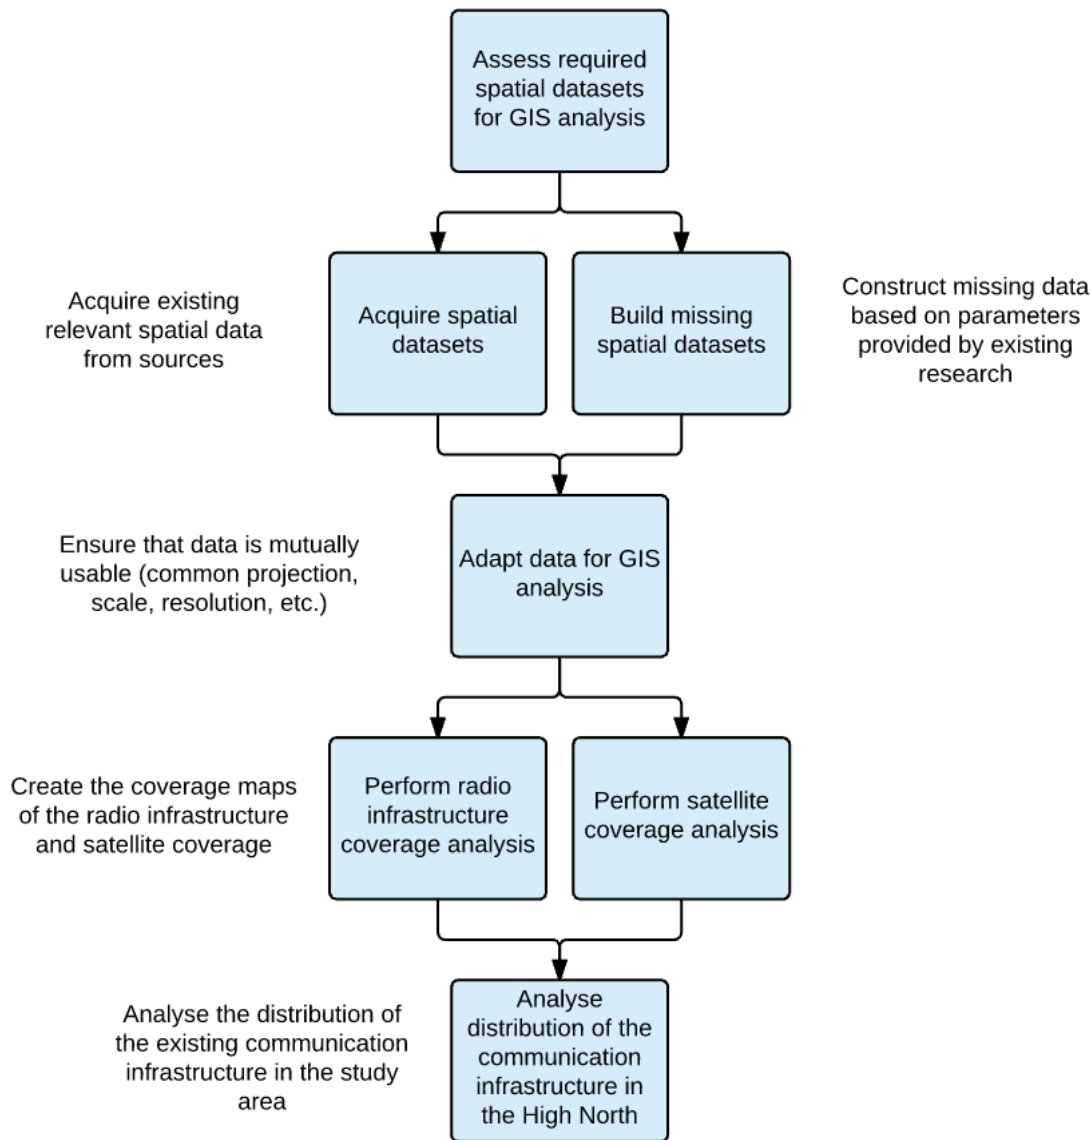 Assess required
spatial datasets
for GIS analysis
Acquire existing
relevant spatial data
from sources
Acquire spatial
datasets
Build missing
spatial datasets
Construct missing data
based on parameters
provided by existing
research
Ensure that data is mutually
usable (common projection,
scale, resolution, etc.)
Adapt data for GIS
analysis
Create the coverage maps
of the radio infrastructure
and satellite coverage
Perform radio
infrastructure
coverage analysis
Perform satellite
coverage analysis
Analyse the distribution of
the existing communication
infrastructure in the study
area
Analyse
distribution of the
communication
infrastructure in
the High North